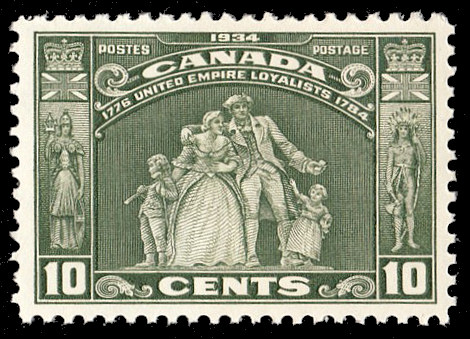 1934
POSTES POSTAGE
CANADA
1776 UNITED EMPIRE LOYALISTS 1784
10 CENTS 10